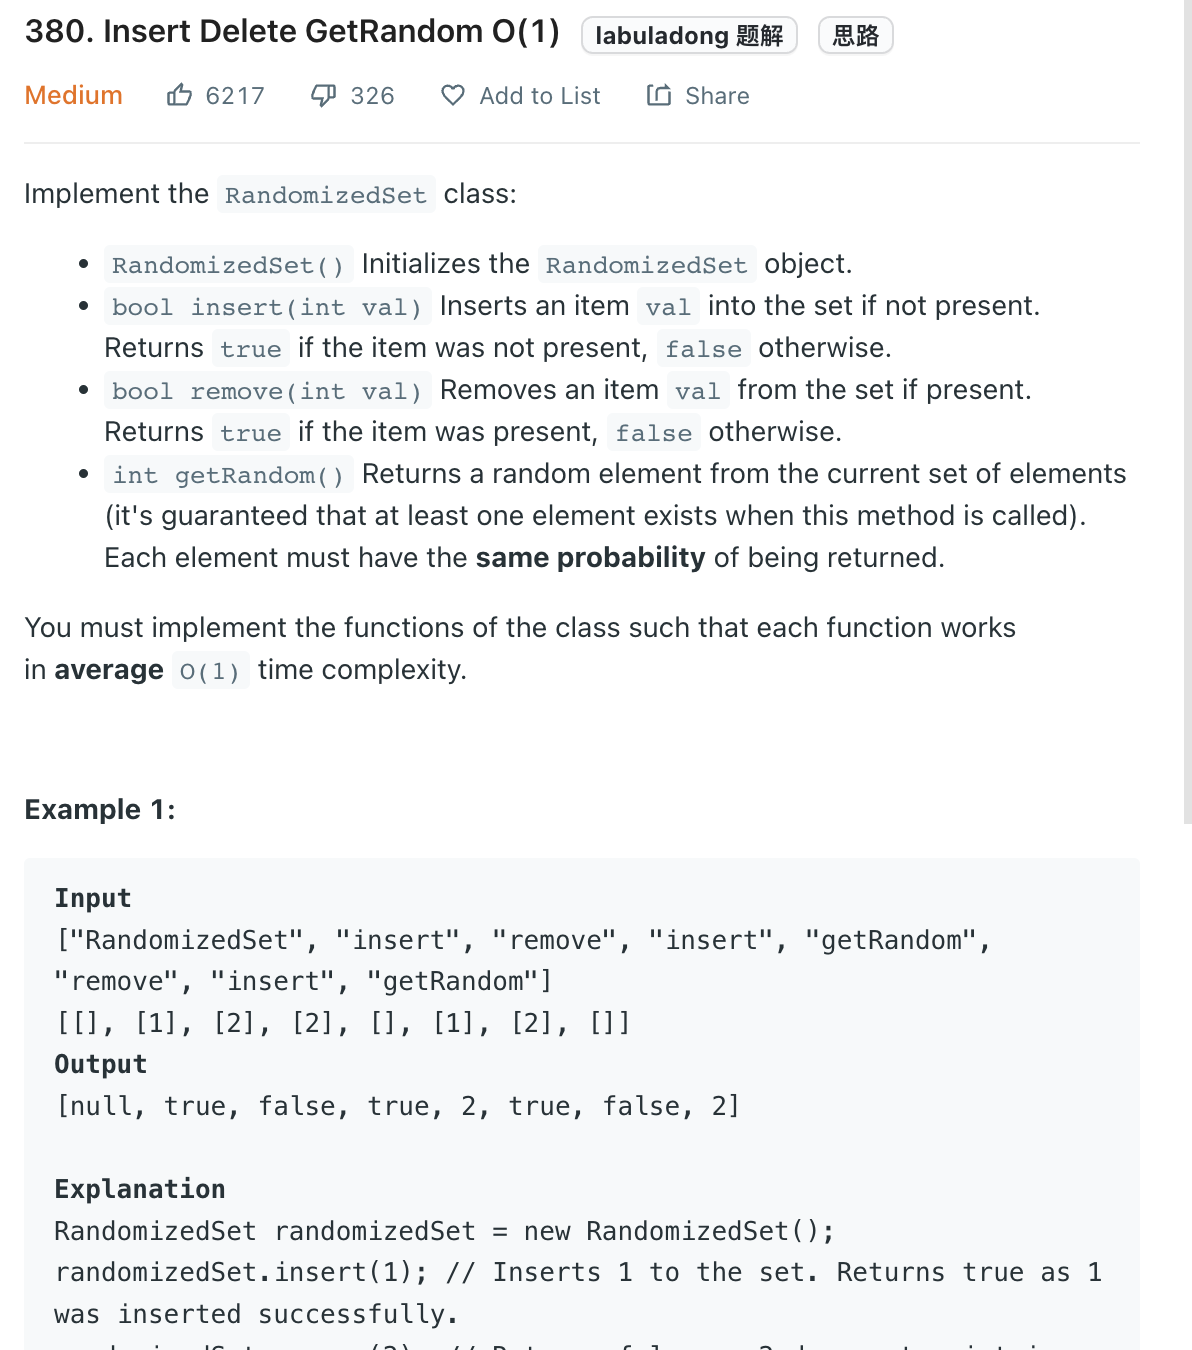 380. Insert Delete GetRandom O(1) labuladong 题解 思路
Medium 6217 326 Add to List Share
Implement the RandomizedSet class:
• RandomizedSet() Initializes the RandomizedSet object.
• bool insert(int val) Inserts an item val into the set if not present.
Returns true if the item was not present, false otherwise.
• bool remove(int val) Removes an item val from the set if present.
Returns true if the item was present, false otherwise.
• int getRandom() Returns a random element from the current set of elements
(it's guaranteed that at least one element exists when this method is called).
Each element must have the same probability of being returned.
You must implement the functions of the class such that each function works
in average O(1) time complexity.
Example 1:
Input
["RandomizedSet", "insert", "remove", "insert", "getRandom",
"remove", "insert", "getRandom"]
[[], [1], [2], [2], [], [1], [2], []]
Output
[null, true, false, true, 2, true, false, 2]
Explanation
RandomizedSet randomizedSet = new RandomizedSet();
randomizedSet.insert(1); // Inserts 1 to the set. Returns true as 1
was inserted successfully.